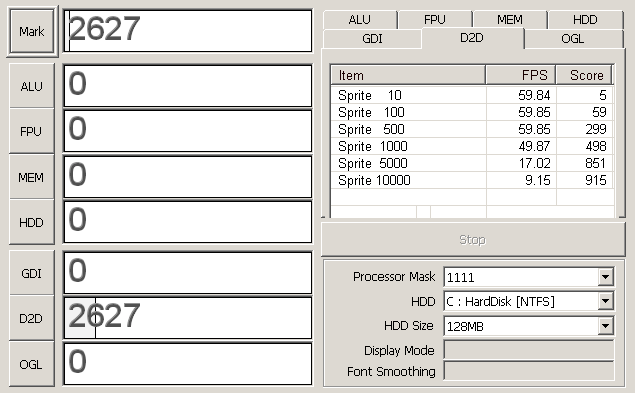 Mark 2627
ALU 0
FPU 0
MEM 0
HDD 0
GDI 0
D2D 2627
OGL 0
ALU FPU MEM HDD
GDI D2D OGL
Item FPS Score
Sprite 10 59.84 5
Sprite 100 59.85 59
Sprite 500 59.85 299
Sprite 1000 49.87 498
Sprite 5000 17.02 851
Sprite 10000 9.15 915
Stop
Processor Mask 1111
HDD C : HardDisk [NTFS]
HDD Size 128MB
Display Mode
Font Smoothing